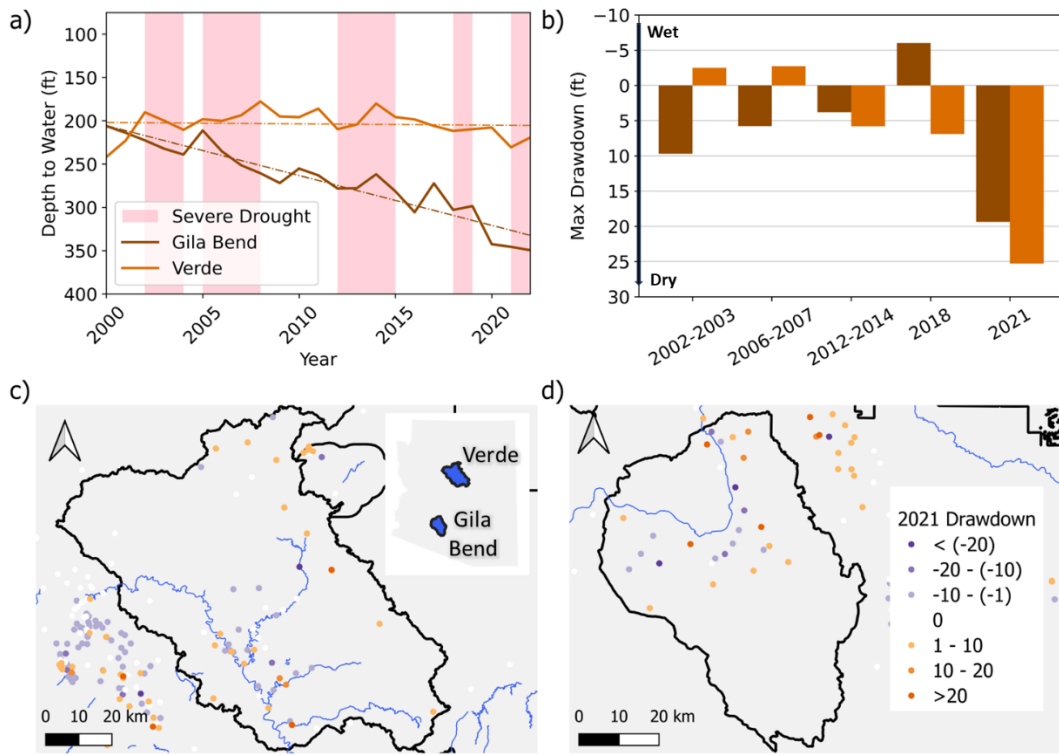 a)
75
100
150
200
250
300
350
400
Depth to Water (ft)
Severe Drought
Gila Bend
Verde
2000
2005
2010
2015
2020
Year
b)
−10
−5
0
5
10
15
20
25
30
Max Drawdown (ft)
Wet
Dry
2002-2003
2006-2007
2012-2014
2018
2021
c)
Verde
Gila
Bend
0 10 20 km
d)
2021 Drawdown
< (-20)
-20 - (-10)
-10 - (-1)
0
1 - 10
10 - 20
>20
0 10 20 km